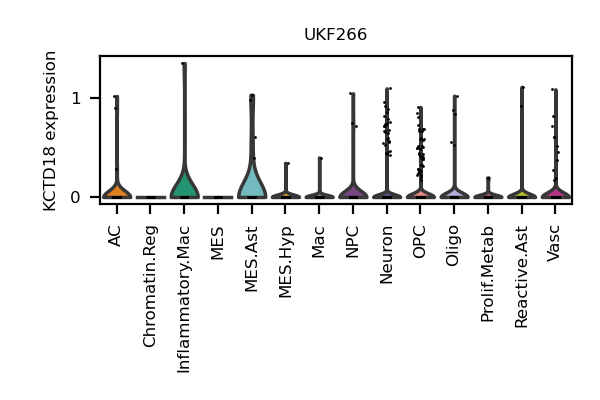 UKF266
KCTD18 expression
1
0
AC
Chromatin.Reg
Inflammatory.Mac
MES
MES.Ast
MES.Hyp
Mac
NPC
Neuron
OPC
Oligo
Prolif.Metab
Reactive.Ast
Vasc